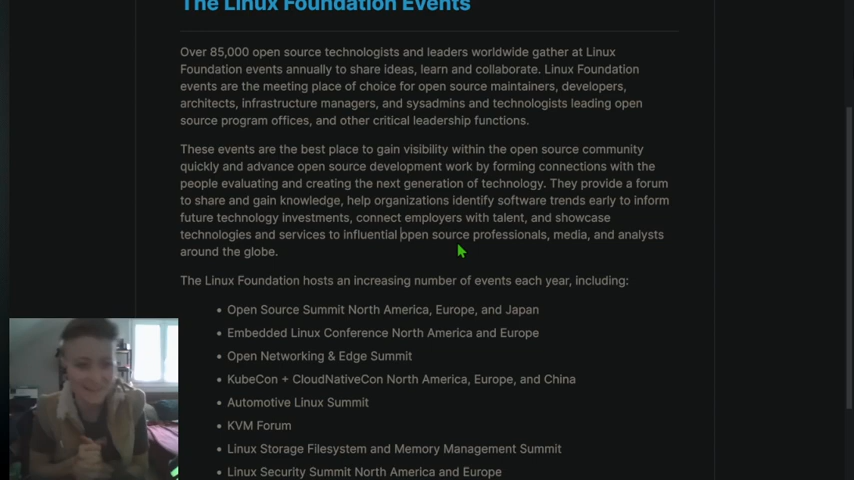 The Linux Foundation Events
Over 85,000 open source technologists and leaders worldwide gather at Linux
Foundation events annually to share ideas, learn and collaborate. Linux Foundation
events are the meeting place of choice for open source maintainers, developers,
architects, infrastructure managers, and sysadmins and technologists leading open
source program offices, and other critical leadership functions.
These events are the best place to gain visibility within the open source community
quickly and advance open source development work by forming connections with the
people evaluating and creating the next generation of technology. They provide a forum
to share and gain knowledge, help organizations identify software trends early to inform
future technology investments, connect employers with talent, and showcase
technologies and services to influential open source professionals, media, and analysts
around the globe.
The Linux Foundation hosts an increasing number of events each year, including:
• Open Source Summit North America, Europe, and Japan
• Embedded Linux Conference North America and Europe
• Open Networking & Edge Summit
• KubeCon + CloudNativeCon North America, Europe, and China
• Automotive Linux Summit
• KVM Forum
• Linux Storage Filesystem and Memory Management Summit
• Linux Security Summit North America and Europe